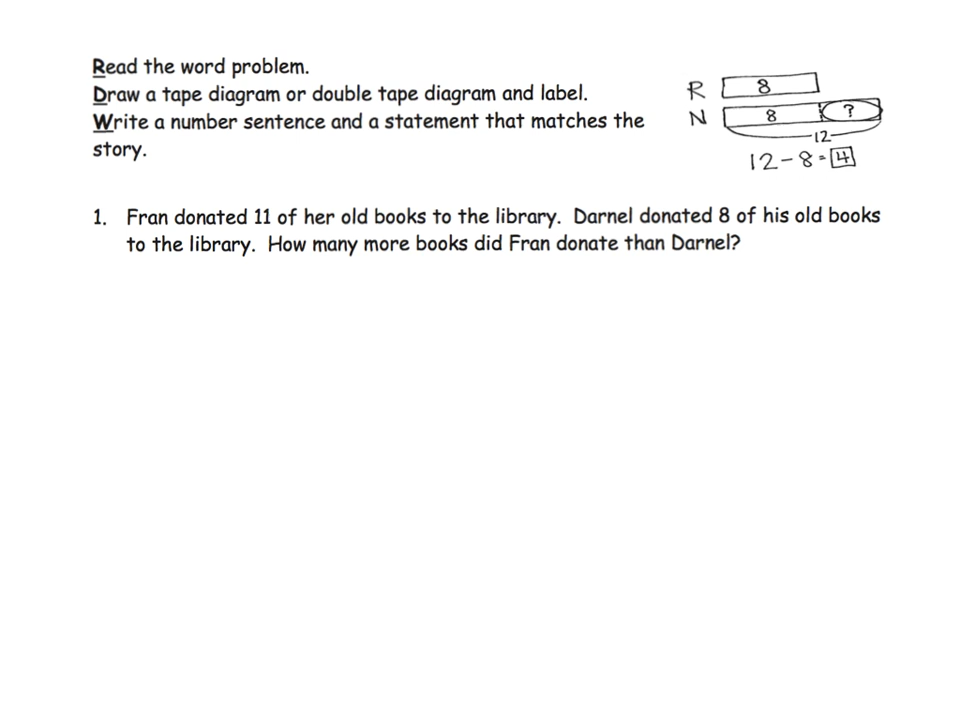 Read the word problem.
Draw a tape diagram or double tape diagram and label.
Write a number sentence and a statement that matches the
story.
R 8
N 8 ?
12
12 - 8 = 4
1. Fran donated 11 of her old books to the library. Darnel donated 8 of his old books
to the library. How many more books did Fran donate than Darnel?